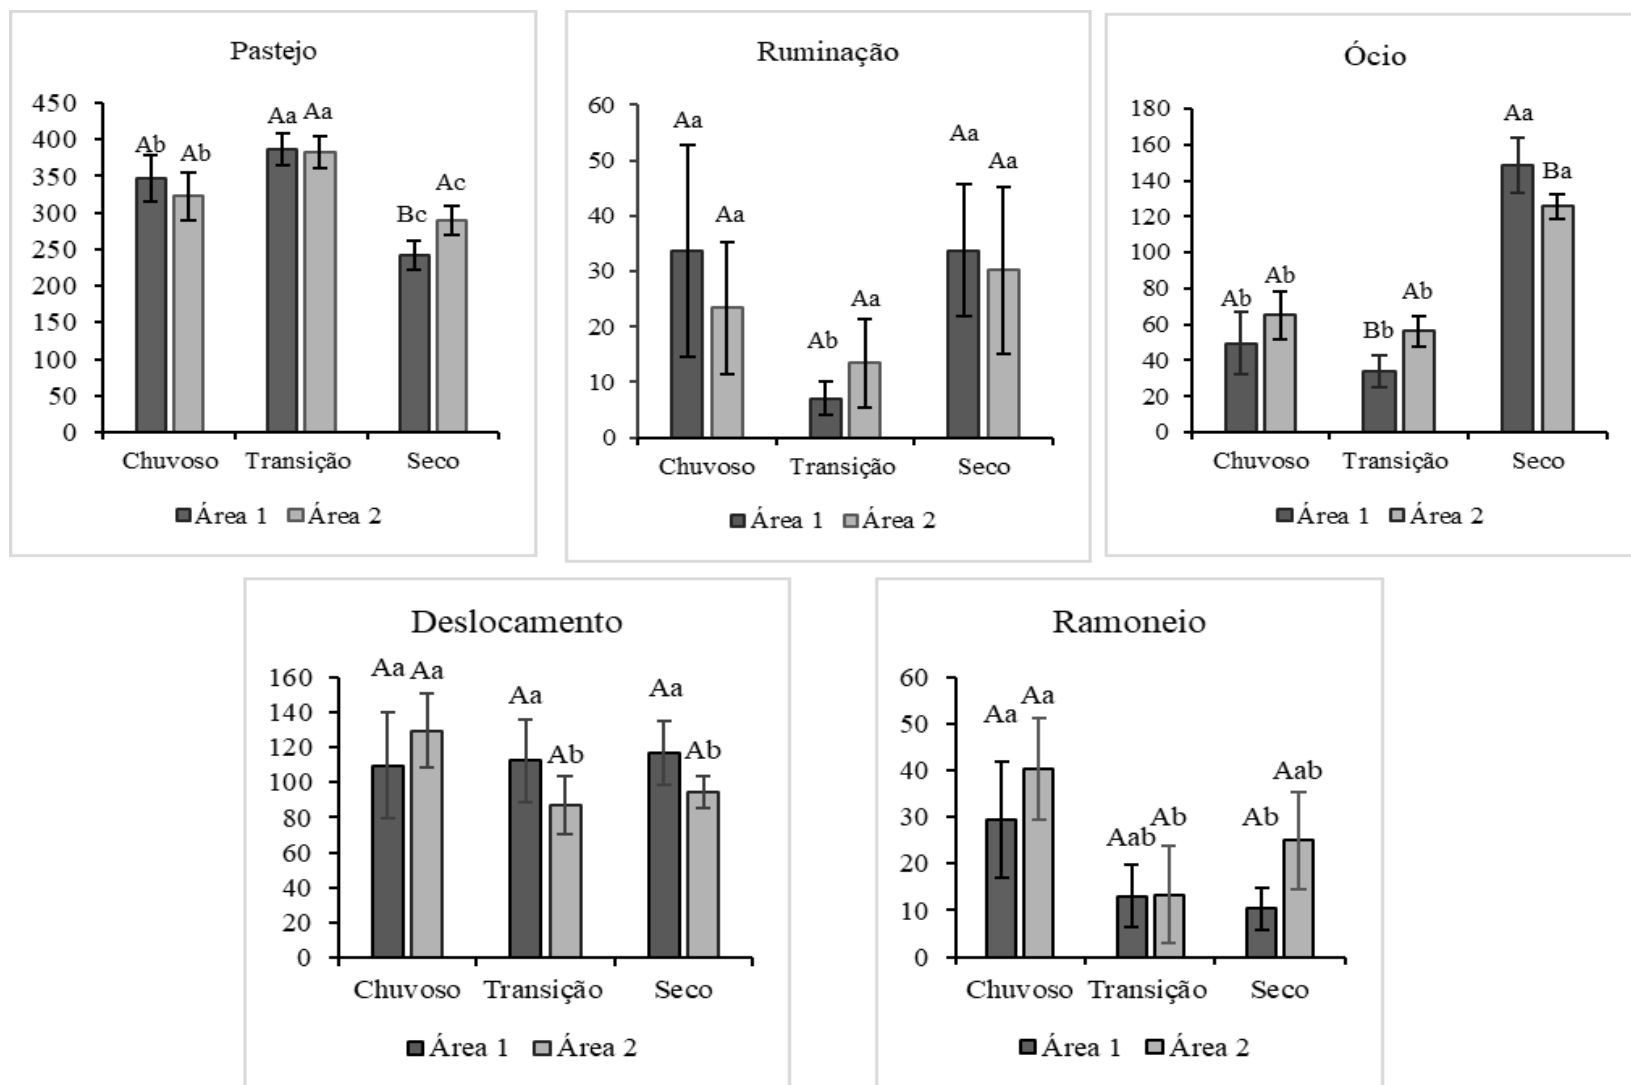 Pastejo
450
400
350
300
250
200
150
100
50
0
Ab Ab Aa Aa Bc Ac
Chuvoso Transição Seco
Área 1 Área 2
Ruminação
60
50
40
30
20
10
0
Aa Aa Ab Aa Aa Aa
Chuvoso Transição Seco
Área 1 Área 2
Ócio
180
160
140
120
100
80
60
40
20
0
Ab Ab Bb Ab Aa Ba
Chuvoso Transição Seco
Área 1 Área 2
Deslocamento
160
140
120
100
80
60
40
20
0
Aa Aa Aa Ab Aa Ab
Chuvoso Transição Seco
Área 1 Área 2
Ramoneio
60
50
40
30
20
10
0
Aa Aa Aab Ab Ab Aab
Chuvoso Transição Seco
Área 1 Área 2